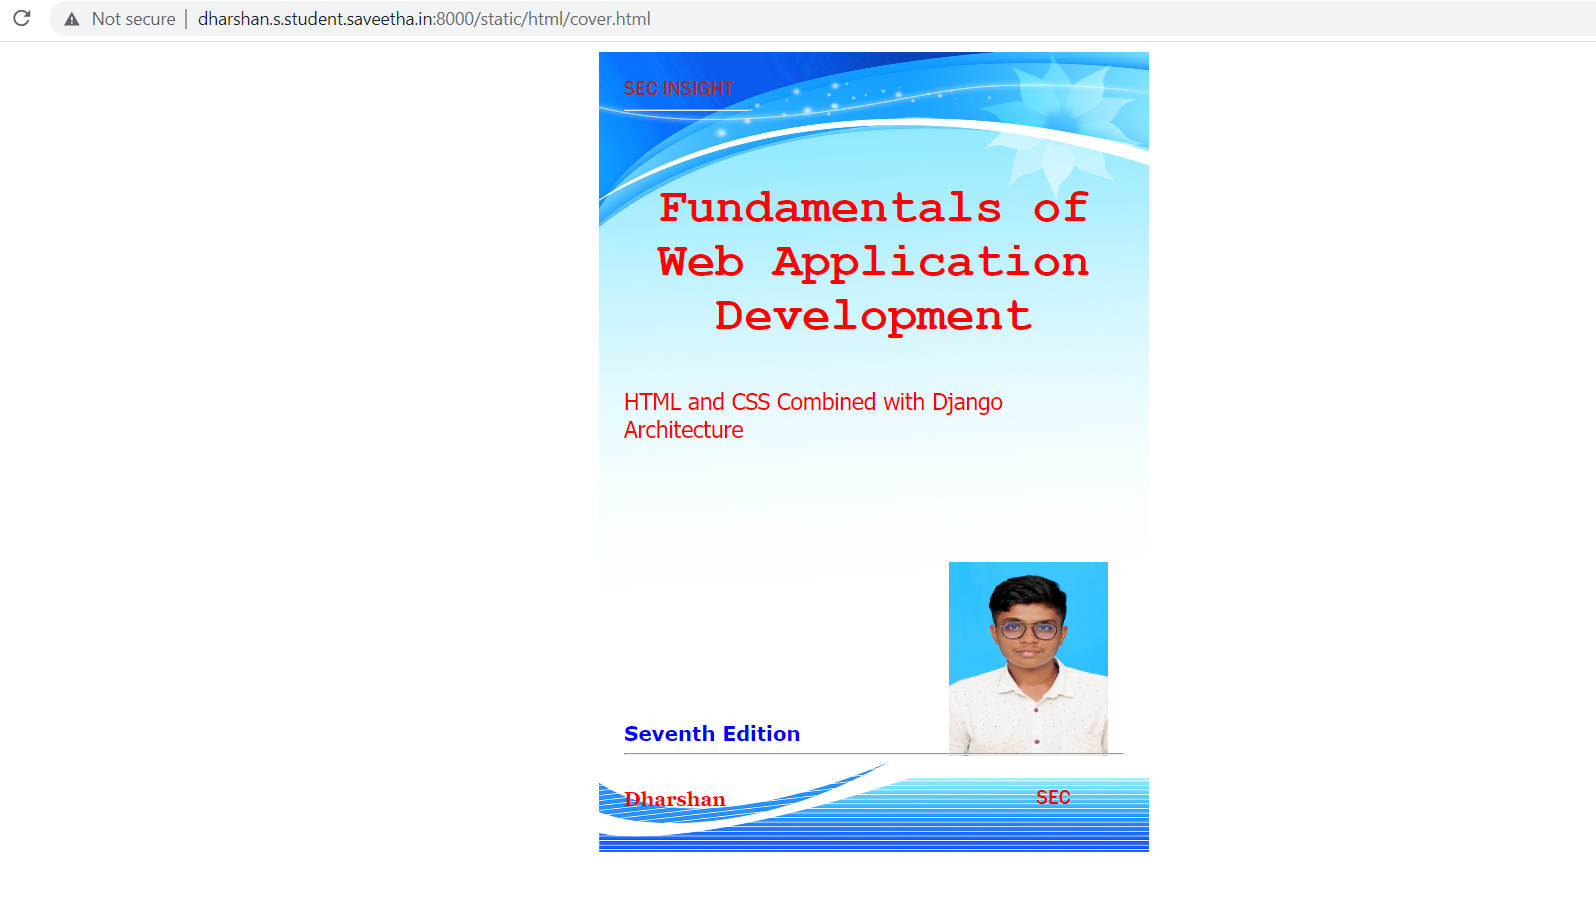 Not secure
dharshan.s.student.saveetha.in:8000/static/html/cover.html
SEC INSIGHT
Fundamentals of
Web Application
Development
HTML and CSS Combined with Django
Architecture
Seventh Edition
Dharshan
SEC